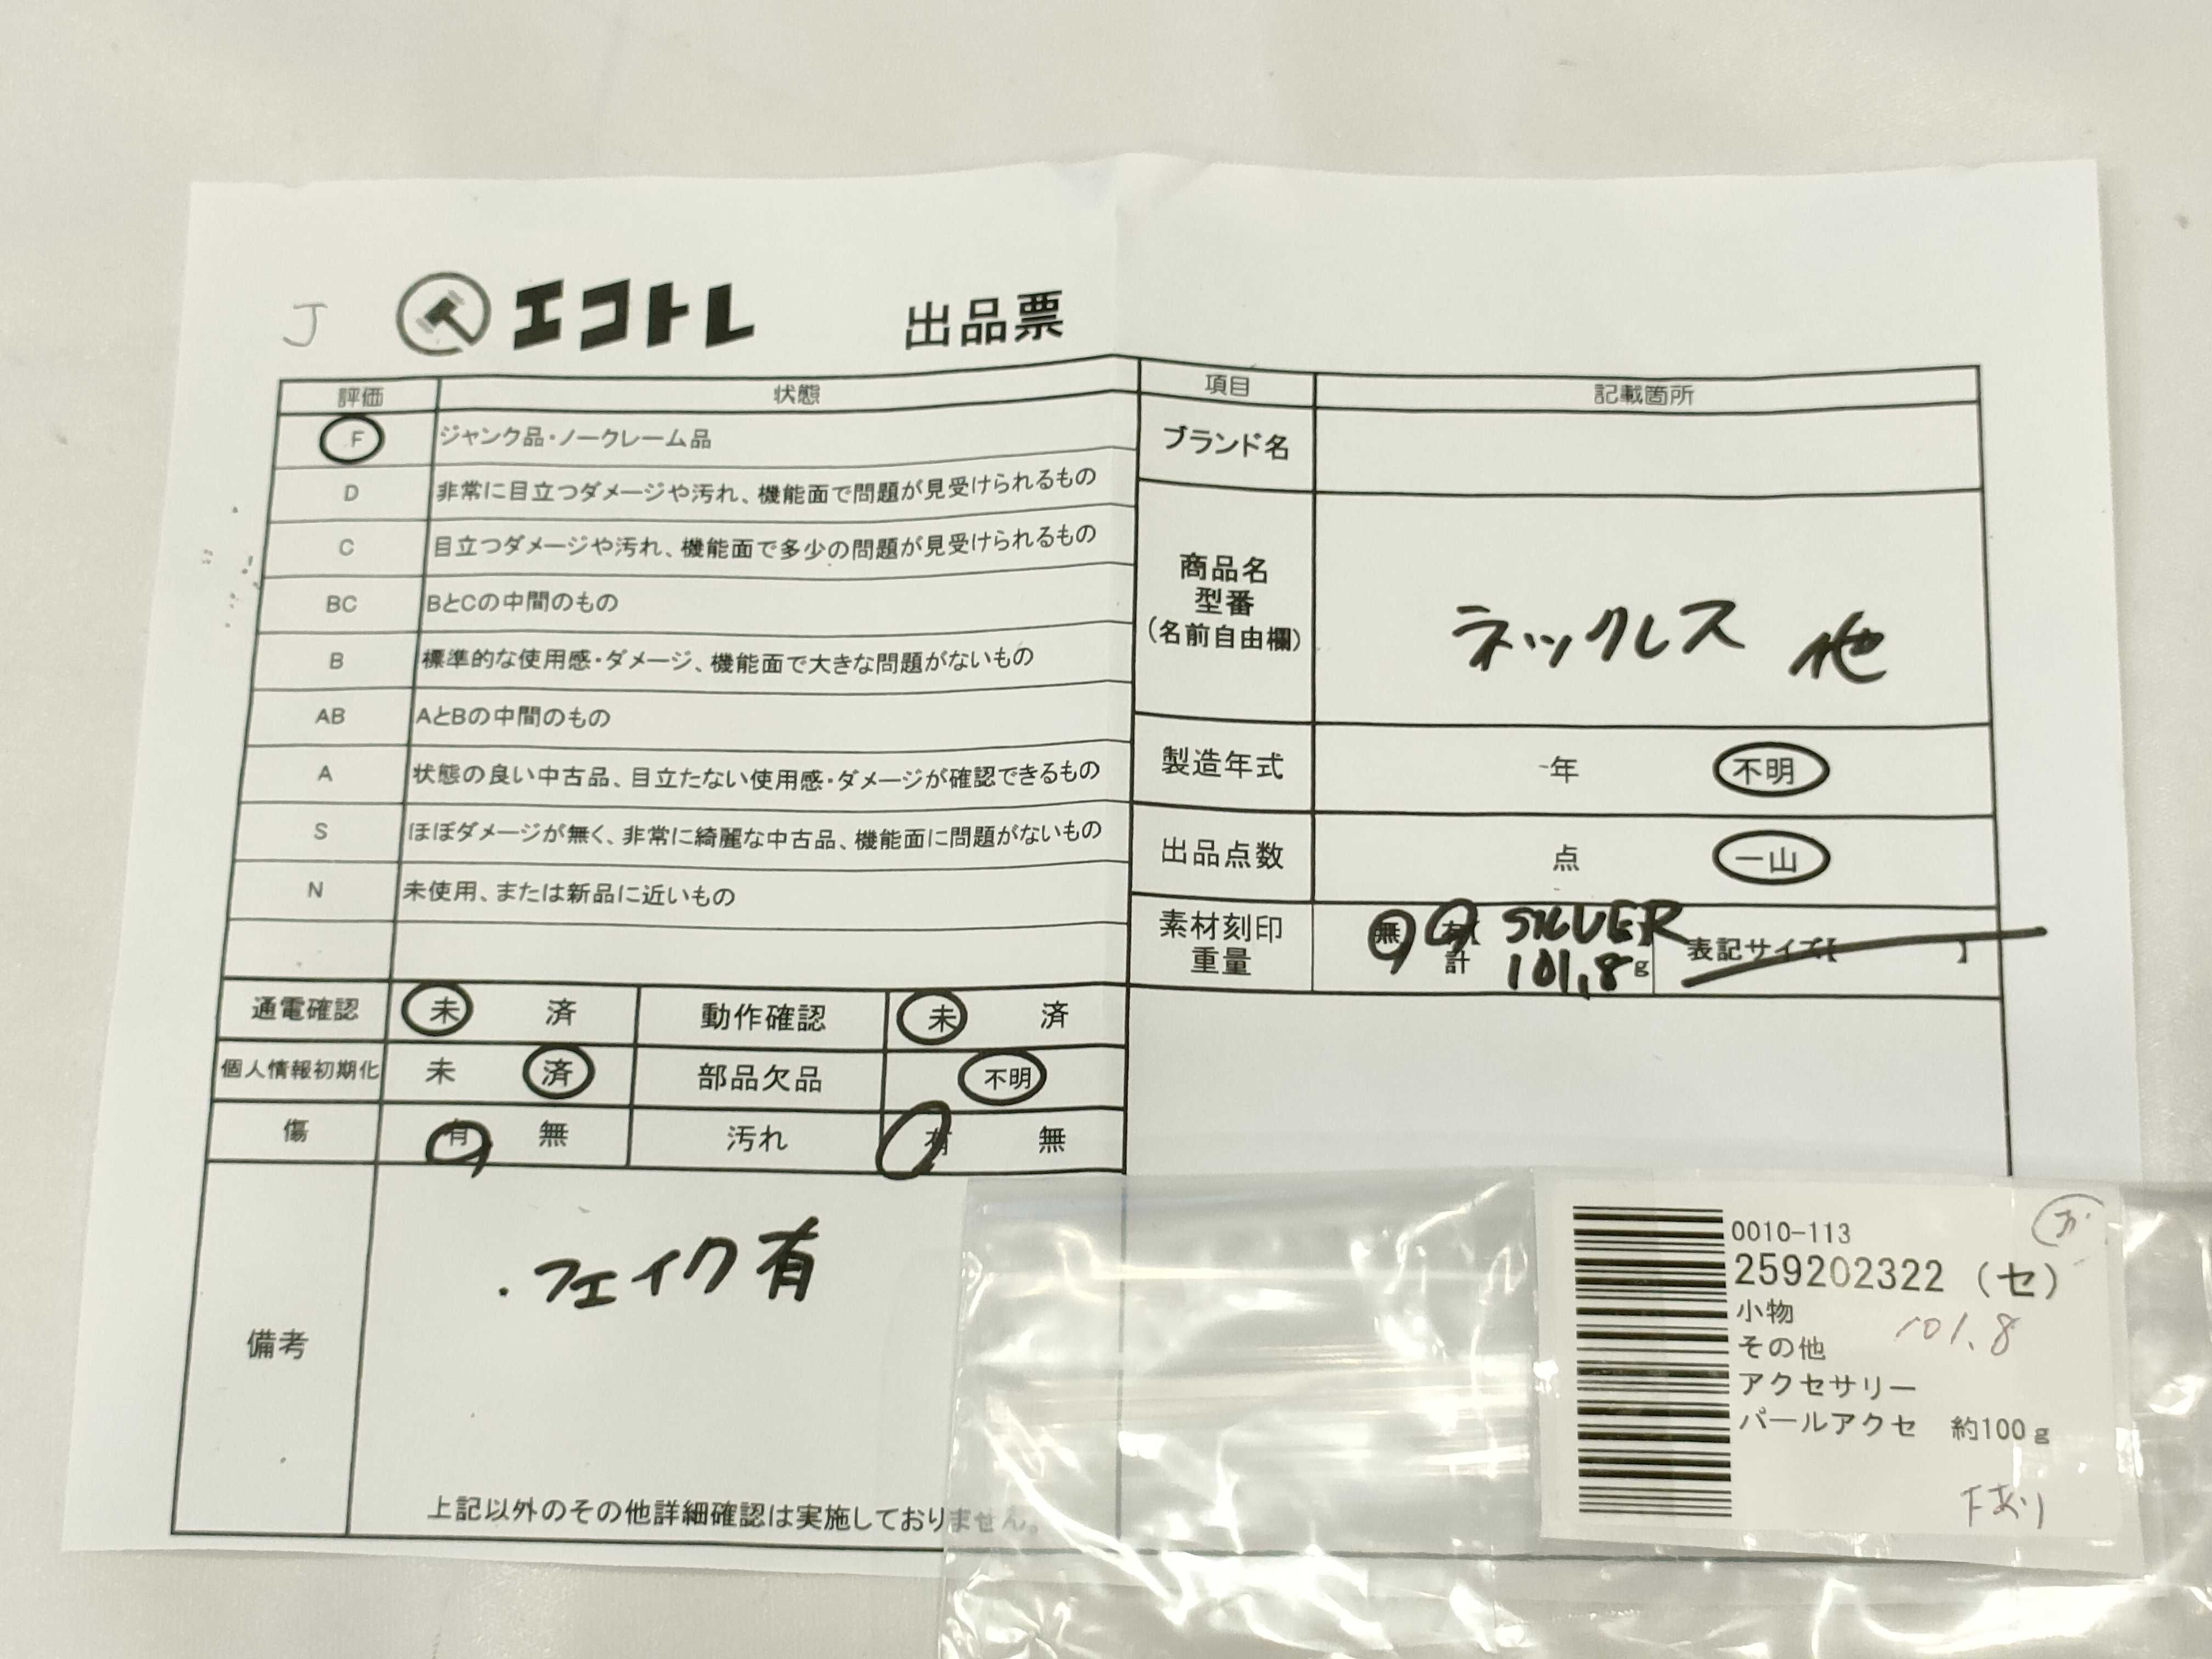 J エコトレ 出品票
評価 状態
F ジャンク品・ノークレーム品
D 非常に目立つダメージや汚れ、機能面で問題が見受けられるもの
C 目立つダメージや汚れ、機能面で多少の問題が見受けられるもの
BC BとCの中間のもの
B 標準的な使用感・ダメージ、機能面で大きな問題がないもの
AB AとBの中間のもの
A 状態の良い中古品、目立たない使用感・ダメージが確認できるもの
S ほぼダメージが無く、非常に綺麗な中古品、機能面に問題がないもの
N 未使用、または新品に近いもの
通電確認 未 済 動作確認 未 済
個人情報初期化 未 済 部品欠品 不明
傷 有 無 汚れ 有 無
備考
・フェイク有
上記以外のその他詳細確認は実施しておりません。
項目 記載箇所
ブランド名
商品名
型番
(名前自由欄)
ネックレス 他
製造年式 年 不明
出品点数 点 一山
素材刻印 無 有【 SILVER
重量 計 101.8 g
表記サイズ【 】
0010-113 か
259202322 (セ)
小物
その他 101.8
アクセサリー
パールアクセ 約100g
Fあり